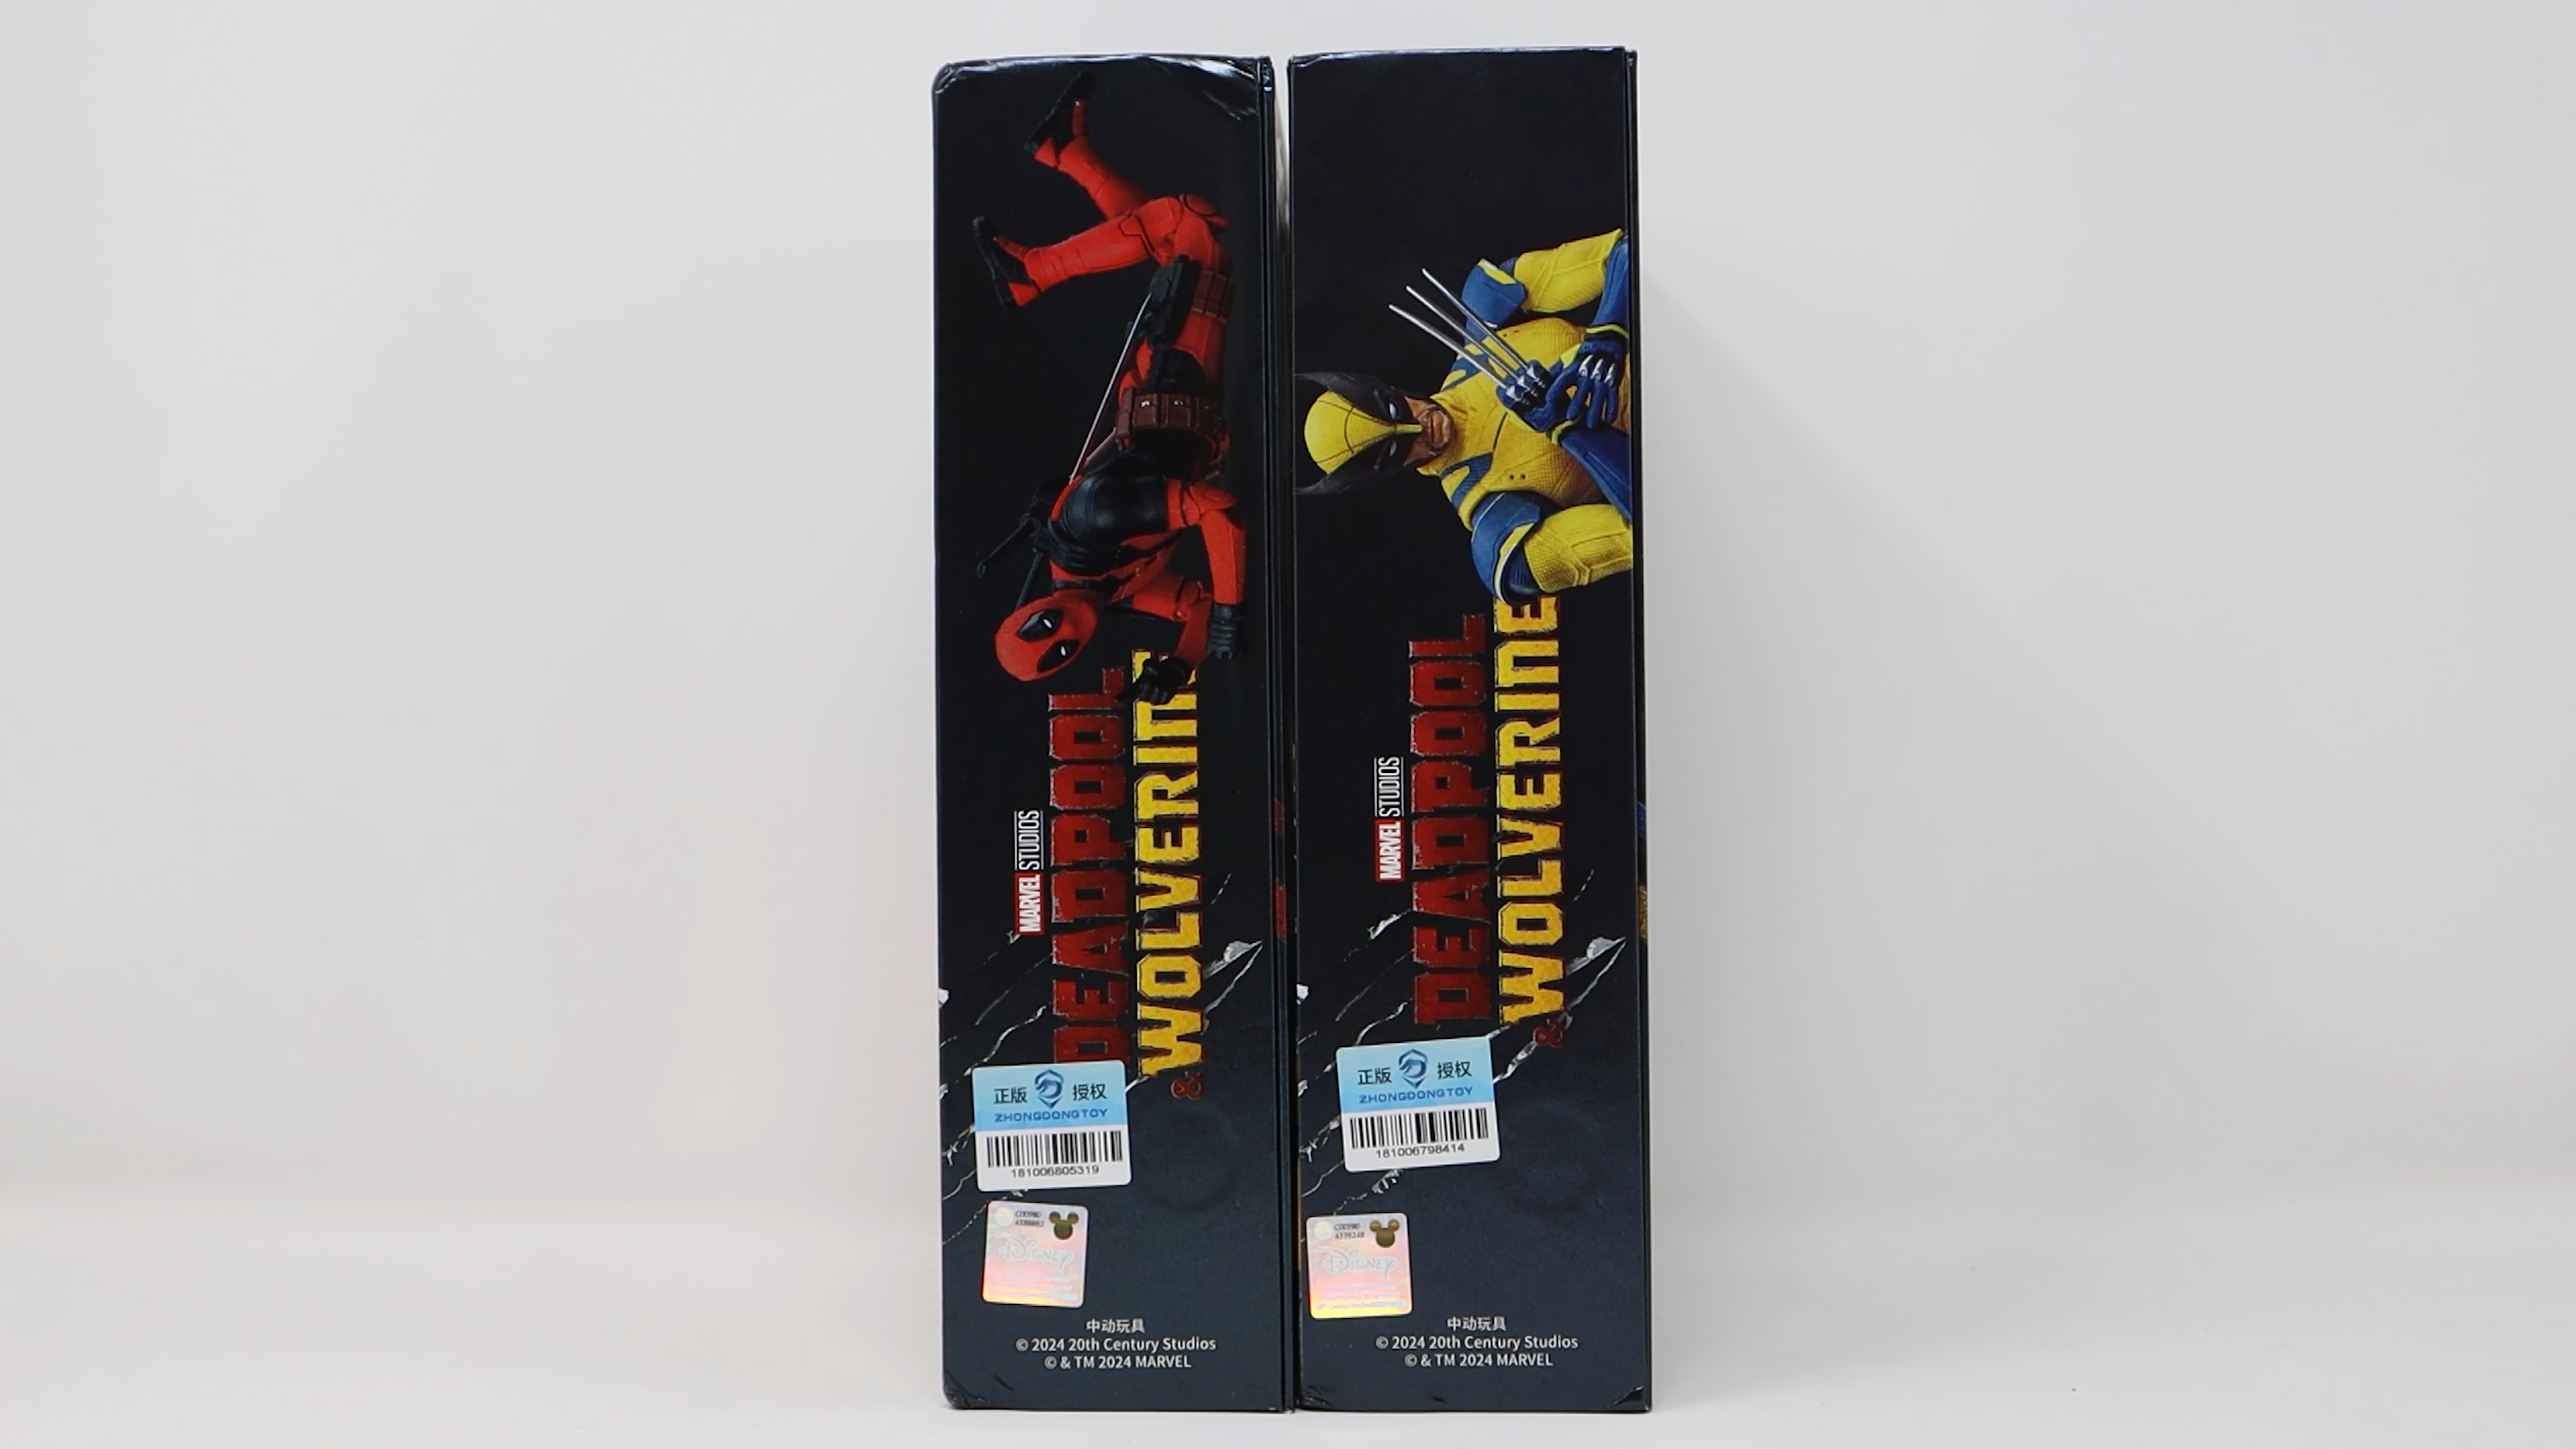 MARVEL STUDIOS
DEADPOOL
& WOLVERINE
正版 授权
ZHONGDONGTOY
181006805319
Disney
中动玩具
© 2024 20th Century Studios
© & TM 2024 MARVEL
MARVEL STUDIOS
DEADPOOL
& WOLVERINE
正版 授权
ZHONGDONGTOY
181006798414
Disney
中动玩具
© 2024 20th Century Studios
© & TM 2024 MARVEL